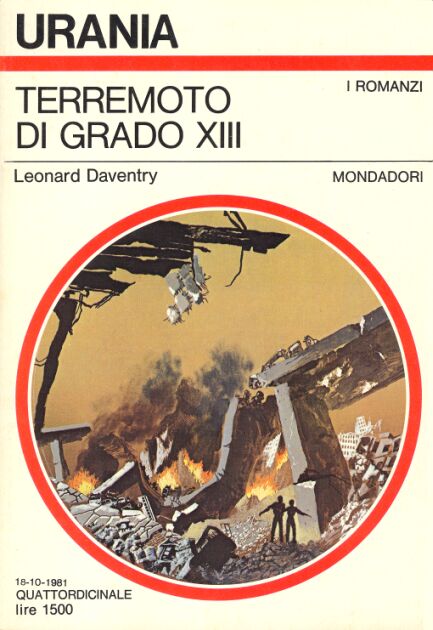 URANIA
TERREMOTO
DI GRADO XIII
I ROMANZI
Leonard Daventry
MONDADORI
18-10-1981
QUATTORDICINALE
lire 1500